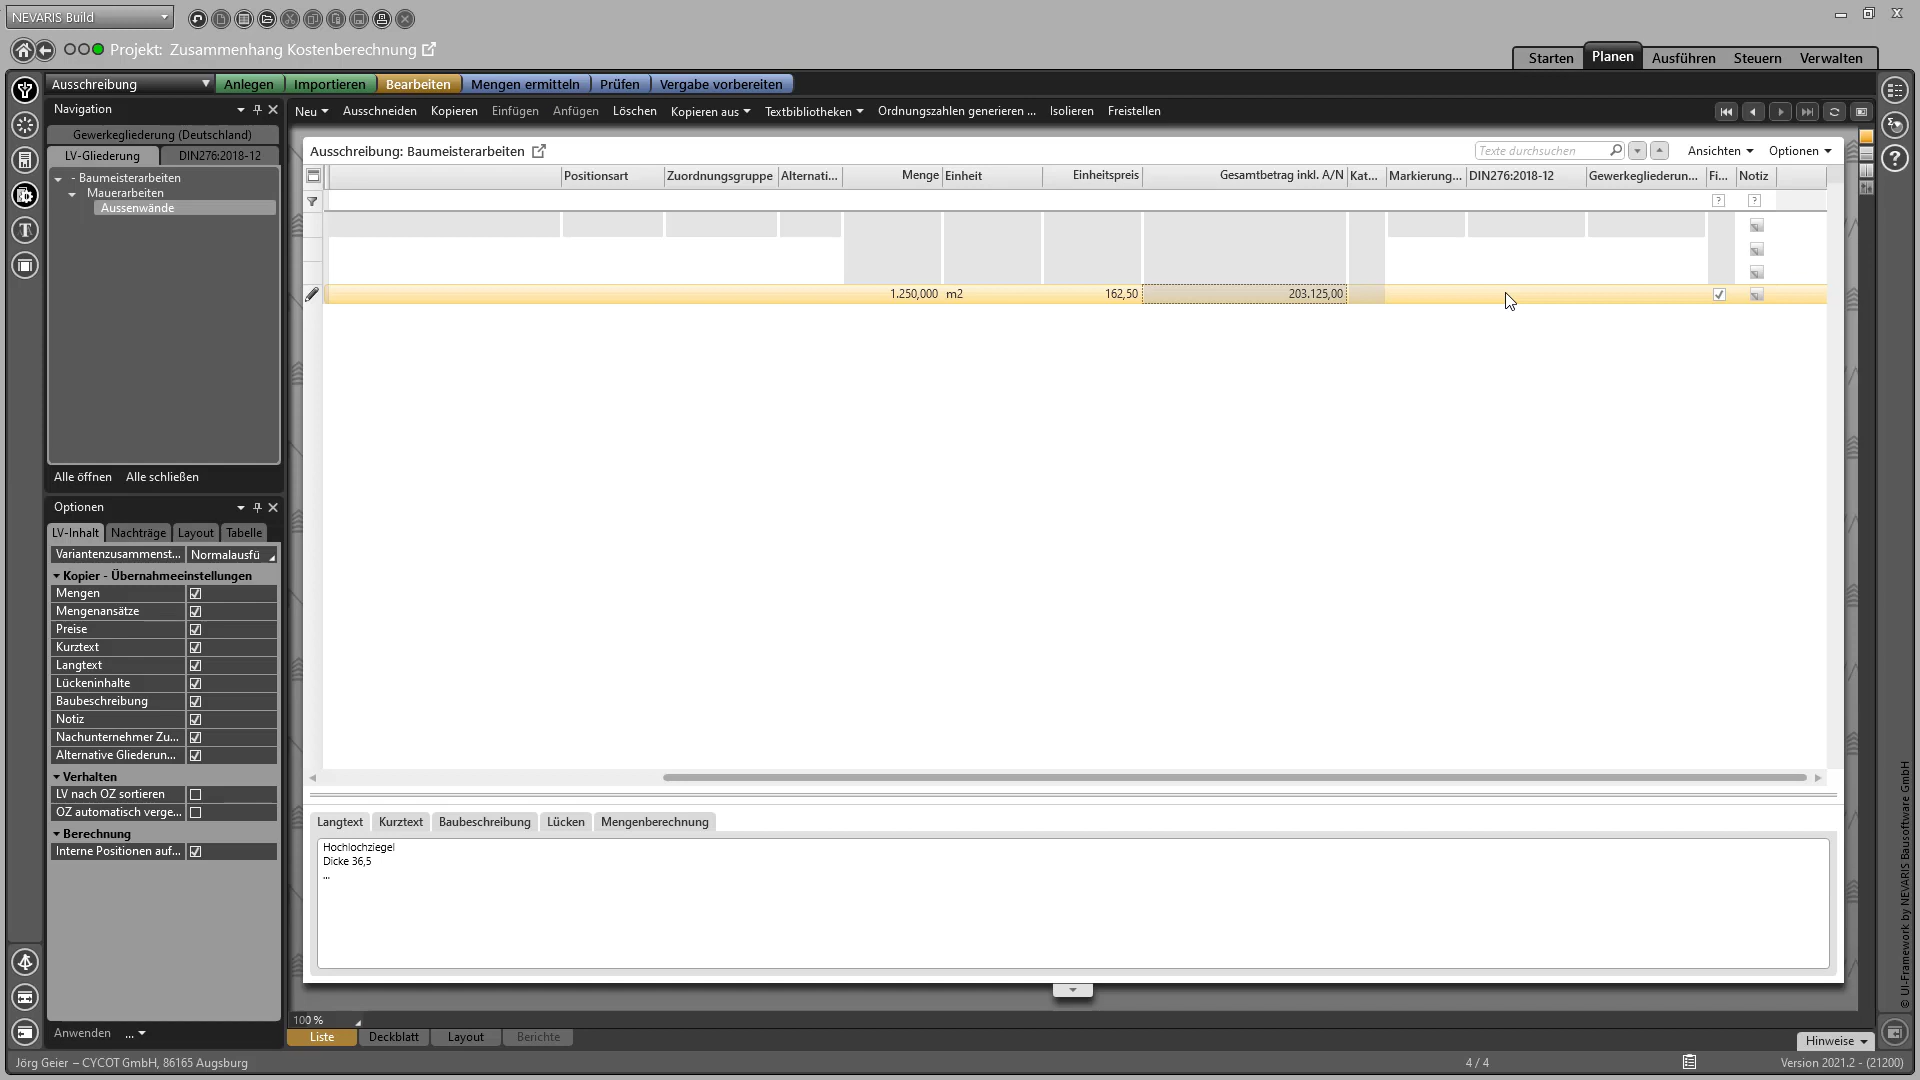 NEVARIS Build
Projekt: Zusammenhang Kostenberechnung
Starten Planen Ausführen Steuern Verwalten
Ausschreibung Anlegen Importieren Bearbeiten Mengen ermitteln Prüfen Vergabe vorbereiten
Navigation
Neu Ausschneiden Kopieren Einfügen Anfügen Löschen Kopieren aus Textbibliotheken Ordnungszahlen generieren ... Isolieren Freistellen
Gewerkegliederung (Deutschland)
LV-Gliederung DIN276:2018-12
- Baumeisterarbeiten
Mauerarbeiten
Aussenwände
Alle öffnen Alle schließen
Ausschreibung: Baumeisterarbeiten
Texte durchsuchen
Ansichten Optionen
Positionsart Zuordnungsgruppe Alternati... Menge Einheit Einheitspreis Gesamtbetrag inkl. A/N Kat... Markierung... DIN276:2018-12 Gewerkegliederun... Fi... Notiz
? ?
1.250,000 m2 162,50 203.125,00
Optionen
LV-Inhalt Nachträge Layout Tabelle
Variantenzusammenst... Normalausfü
Kopier - Übernahmeeinstellungen
Mengen
Mengenansätze
Preise
Kurztext
Langtext
Lückeninhalte
Baubeschreibung
Notiz
Nachunternehmer Zu...
Alternative Gliederun...
Verhalten
LV nach OZ sortieren
OZ automatisch verge...
Berechnung
Interne Positionen auf...
Anwenden ...
Langtext Kurztext Baubeschreibung Lücken Mengenberechnung
Hochlochziegel
Dicke 36,5
...
100 %
Liste Deckblatt Layout Berichte
Hinweise
© UI-Framework by NEVARIS Bausoftware GmbH
Jörg Geier – CYCOT GmbH, 86165 Augsburg
4 / 4
Version 2021.2 - (21200)